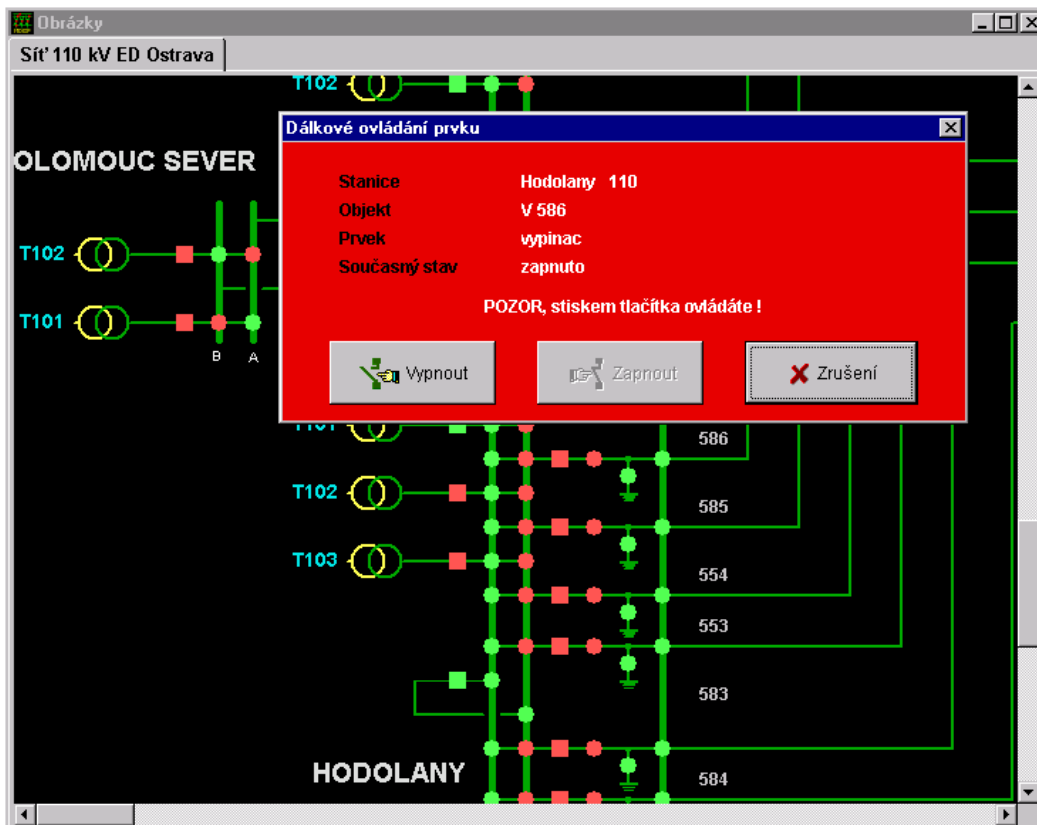 Obrázky
Síť 110 kV ED Ostrava
T102
Dálkové ovládání prvku
OLOMOUC SEVER
Stanice Hodolany 110
Objekt V 586
Prvek vypinac
Současný stav zapnuto
POZOR, stiskem tlačítka ovládáte !
T102
T101
B A
Vypnout Zapnout Zrušení
T101
586
T102
585
T103
554
553
583
HODOLANY
584